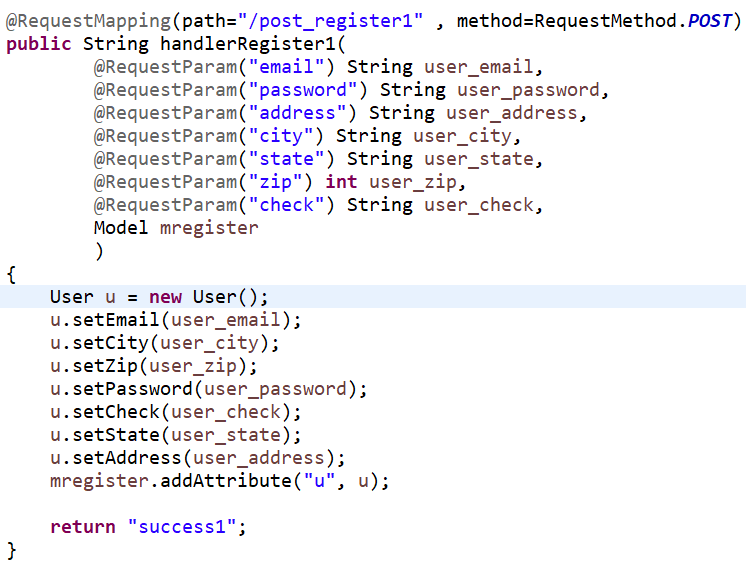 @RequestMapping(path="/post_register1" , method=RequestMethod.POST)
public String handlerRegister1(
@RequestParam("email") String user_email,
@RequestParam("password") String user_password,
@RequestParam("address") String user_address,
@RequestParam("city") String user_city,
@RequestParam("state") String user_state,
@RequestParam("zip") int user_zip,
@RequestParam("check") String user_check,
Model mregister
)
{
User u = new User();
u.setEmail(user_email);
u.setCity(user_city);
u.setZip(user_zip);
u.setPassword(user_password);
u.setCheck(user_check);
u.setState(user_state);
u.setAddress(user_address);
mregister.addAttribute("u", u);
return "success1";
}